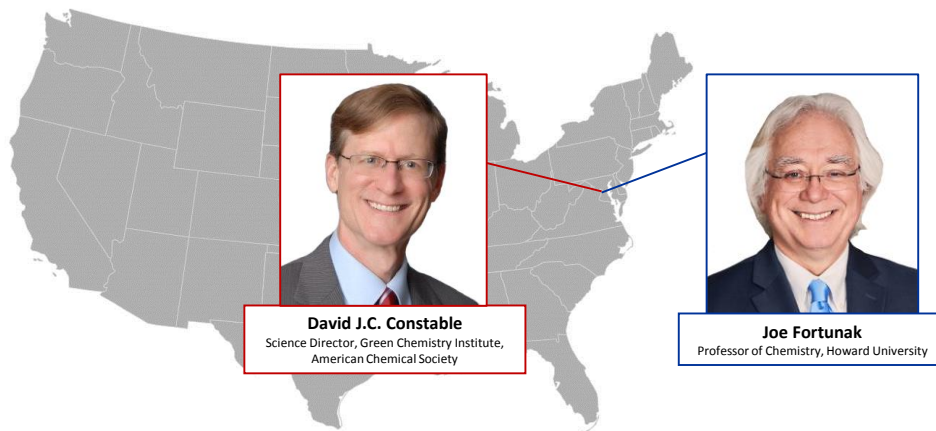 David J.C. Constable
Science Director, Green Chemistry Institute,
American Chemical Society
Joe Fortunak
Professor of Chemistry, Howard University